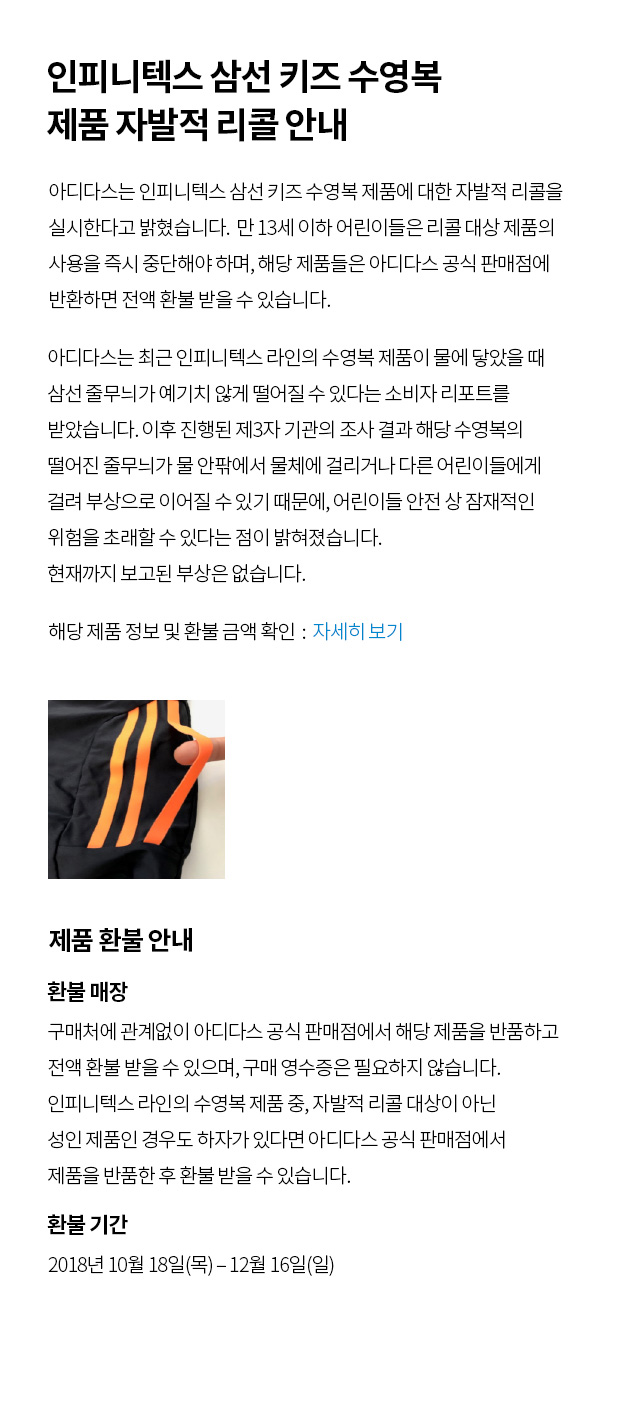 인피니텍스 삼선 키즈 수영복
제품 자발적 리콜 안내
아디다스는 인피니텍스 삼선 키즈 수영복 제품에 대한 자발적 리콜을
실시한다고 밝혔습니다. 만 13세 이하 어린이들은 리콜 대상 제품의
사용을 즉시 중단해야 하며, 해당 제품들은 아디다스 공식 판매점에
반환하면 전액 환불 받을 수 있습니다.
아디다스는 최근 인피니텍스 라인의 수영복 제품이 물에 닿았을 때
삼선 줄무늬가 예기치 않게 떨어질 수 있다는 소비자 리포트를
받았습니다. 이후 진행된 제3자 기관의 조사 결과 해당 수영복의
떨어진 줄무늬가 물 안팎에서 물체에 걸리거나 다른 어린이들에게
걸려 부상으로 이어질 수 있기 때문에, 어린이들 안전 상 잠재적인
위험을 초래할 수 있다는 점이 밝혀졌습니다.
현재까지 보고된 부상은 없습니다.
해당 제품 정보 및 환불 금액 확인 : 자세히 보기
제품 환불 안내
환불 매장
구매처에 관계없이 아디다스 공식 판매점에서 해당 제품을 반품하고
전액 환불 받을 수 있으며, 구매 영수증은 필요하지 않습니다.
인피니텍스 라인의 수영복 제품 중, 자발적 리콜 대상이 아닌
성인 제품인 경우도 하자가 있다면 아디다스 공식 판매점에서
제품을 반품한 후 환불 받을 수 있습니다.
환불 기간
2018년 10월 18일(목) – 12월 16일(일)